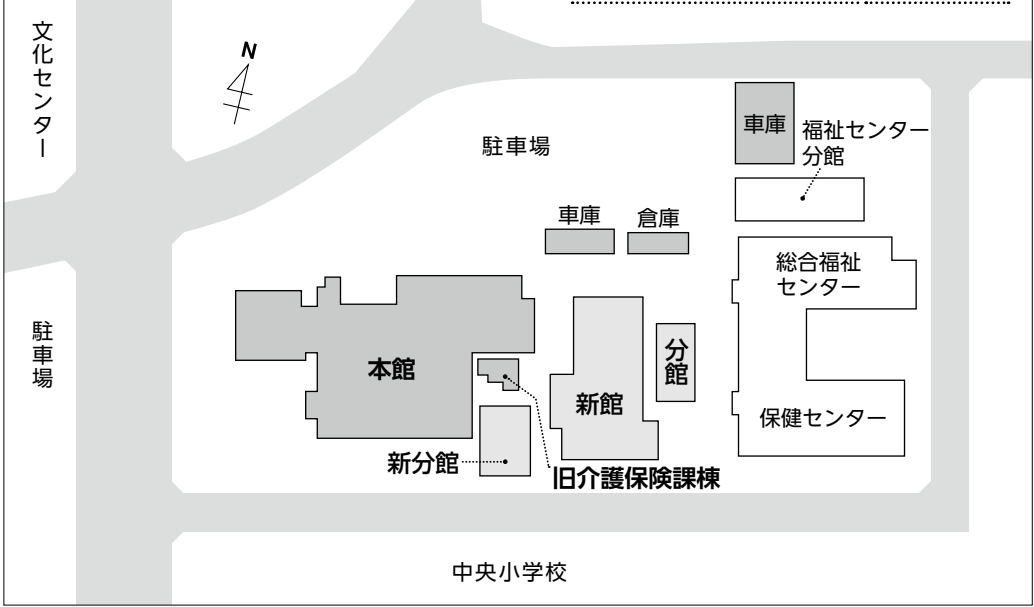 文化センター
N
車庫
福祉センター
分館
駐車場
車庫
倉庫
総合福祉
センター
駐車場
本館
分館
新館
保健センター
新分館
旧介護保険課棟
中央小学校